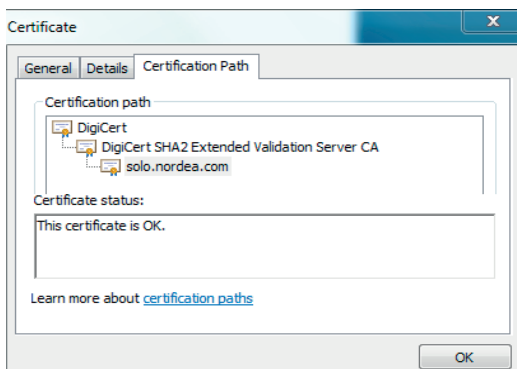 Certificate
X
General
Details
Certification Path
Certification path
DigiCert
DigiCert SHA2 Extended Validation Server CA
solo.nordea.com
Certificate status:
This certificate is OK.
Learn more about certification paths
OK